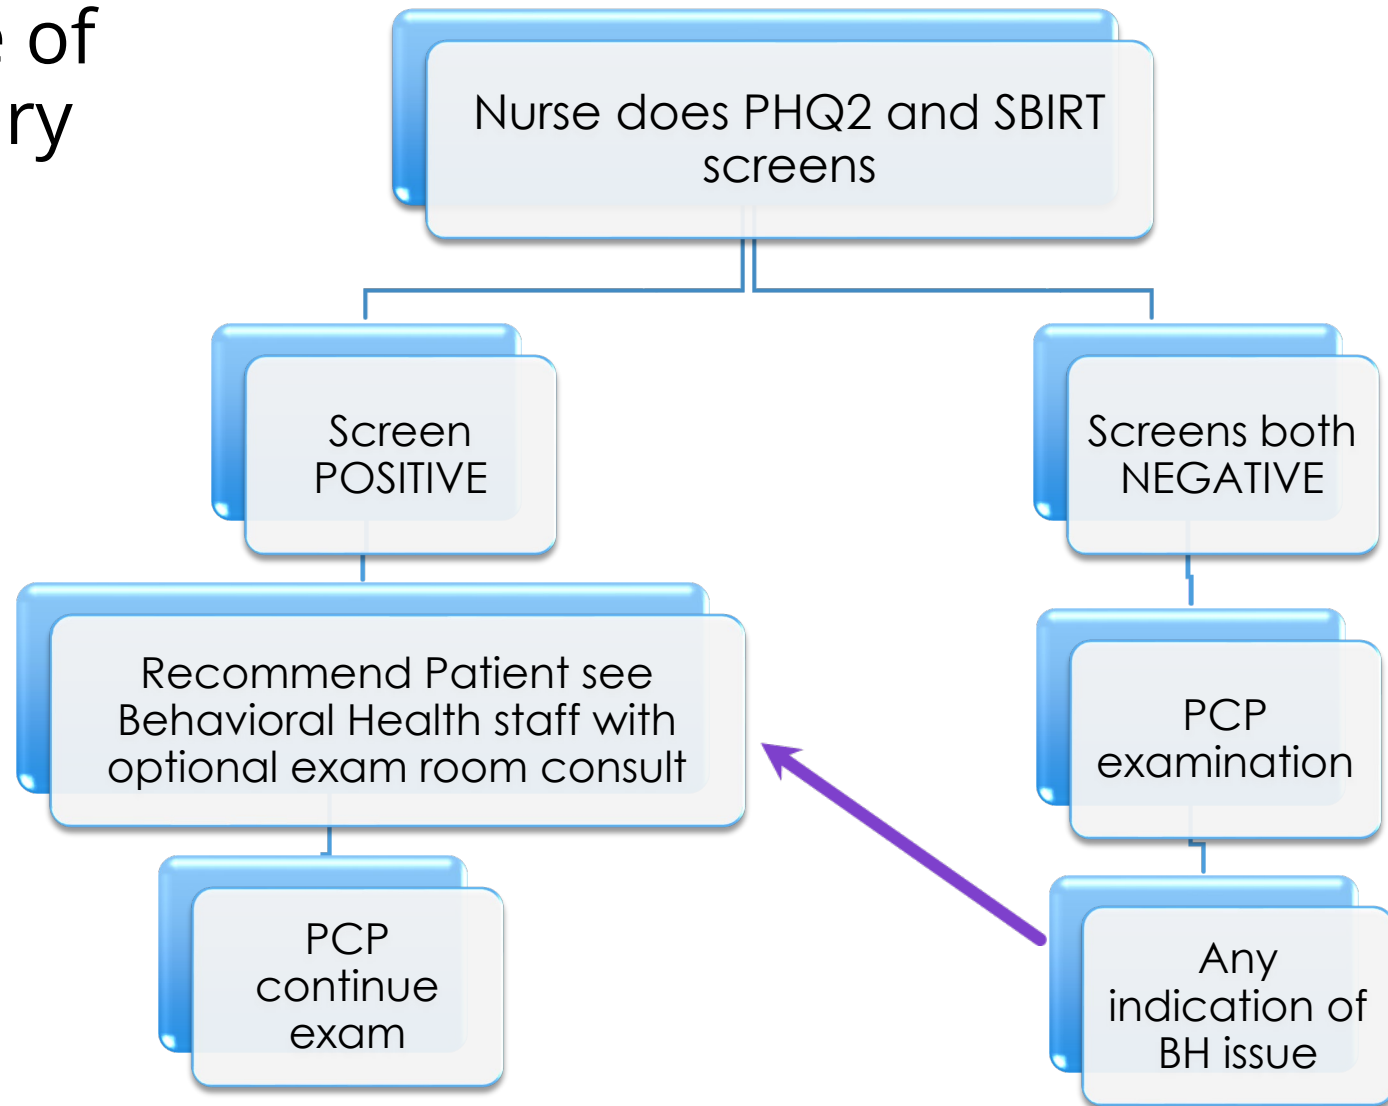 of
ry
Nurse does PHQ2 and SBIRT
screens
Screen
POSITIVE
Screens both
NEGATIVE
Recommend Patient see
Behavioral Health staff with
optional exam room consult
PCP
examination
PCP
continue
exam
Any
indication of
BH issue